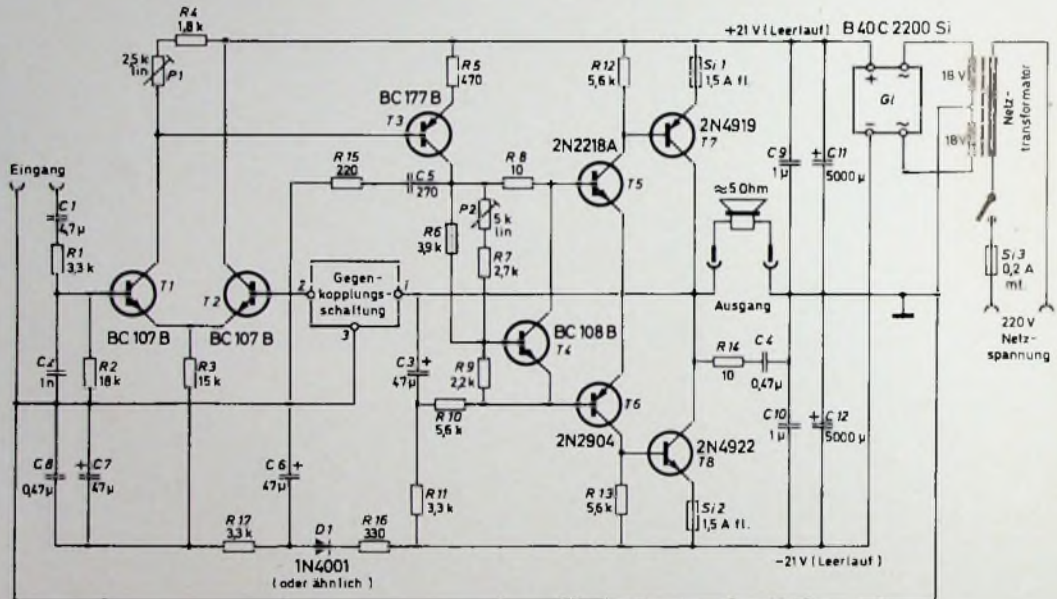 R4
1,8 k
2,5 k
lin
P1
R5
470
BC 177 B
T3
R12
5,6 k
Si 1
1,5 A fl.
+21 V (Leerlauf)
B 40 C 2200 Si
+
~
Gl
–
~
18 V
18 V
Netz-
transformator
2N4919
T7
2N2218A
T5
C9
1µ
+
C11
5000 µ
Eingang
C1
4,7µ
R1
3,3 k
R15
220
C5
270
R8
10
P2
5 k
lin
R6
3,9k
R7
2,7k
≈5 Ohm
Ausgang
Si 3
0,2 A
mt.
220 V
Netz-
spannung
T1
BC 107 B
T2
BC 107 B
2
Gegen-
kopplungs-
schaltung
1
3
BC 108 B
T4
C2
1n
R2
18 k
R3
15 k
C3
+
47µ
R9
2,2k
R10
5,6 k
T6
2N2904
R14
10
C4
0,47µ
2N4922
T8
C10
1µ
+
C12
5000 µ
C8
0,47µ
C7
+
47µ
C6
+
47µ
R11
3,3 k
R13
5,6 k
Si 2
1,5 A fl.
R17
3,3 k
D1
1N4001
(oder ähnlich)
R16
330
–21 V (Leerlauf)